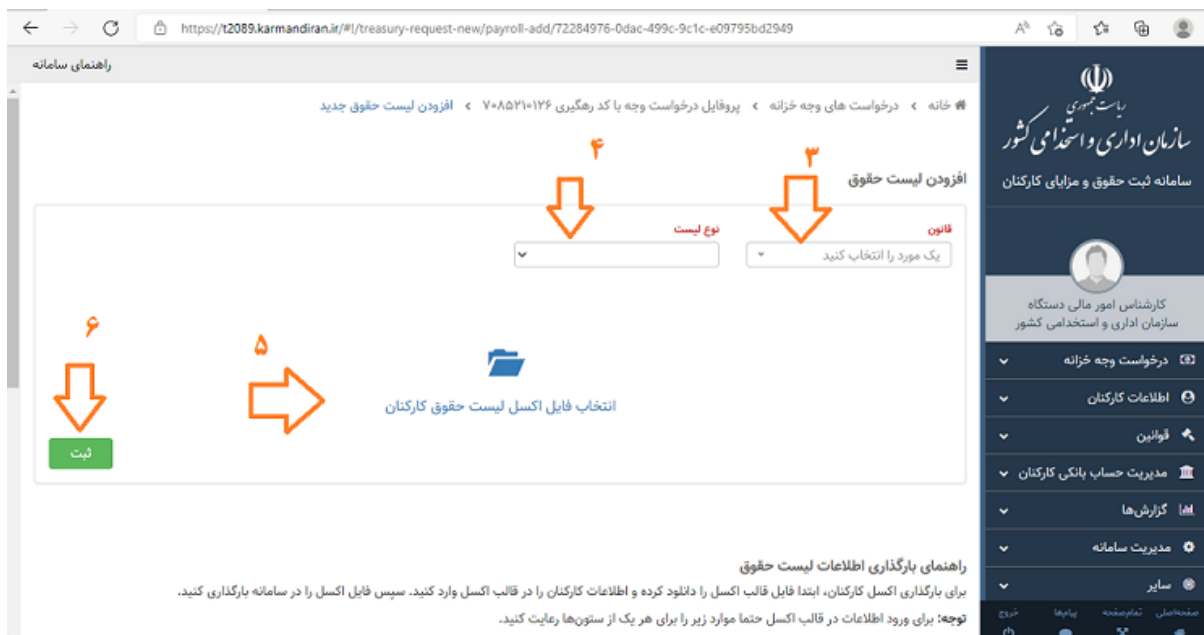 https://t2089.karmandiran.ir/#!/treasury-request-new/payroll-add/72284976-0dac-499c-9c1c-e09795bd2949
راهنمای سامانه
ریاست جمهوری
سازمان اداری و استخدامی کشور
سامانه ثبت حقوق و مزایای کارکنان
کارشناس امور مالی دستگاه
سازمان اداری و استخدامی کشور
درخواست وجه خزانه
اطلاعات کارکنان
قوانین
مدیریت حساب بانکی کارکنان
گزارش‌ها
مدیریت سامانه
سایر
صفحه‌اصلی تمام‌صفحه پیام‌ها خروج
خانه › درخواست های وجه خزانه › پروفایل درخواست وجه با کد رهگیری ۷۰۸۵۲۱۰۱۲۶ › افزودن لیست حقوق جدید
افزودن لیست حقوق
۳
۴
قانون
نوع لیست
یک مورد را انتخاب کنید
۵
۶
انتخاب فایل اکسل لیست حقوق کارکنان
ثبت
راهنمای بارگذاری اطلاعات لیست حقوق
برای بارگذاری اکسل کارکنان، ابتدا فایل قالب اکسل را دانلود کرده و اطلاعات کارکنان را در قالب اکسل وارد کنید. سپس فایل اکسل را در سامانه بارگذاری کنید.
توجه: برای ورود اطلاعات در قالب اکسل حتما موارد زیر را برای هر یک از ستون‌ها رعایت کنید.